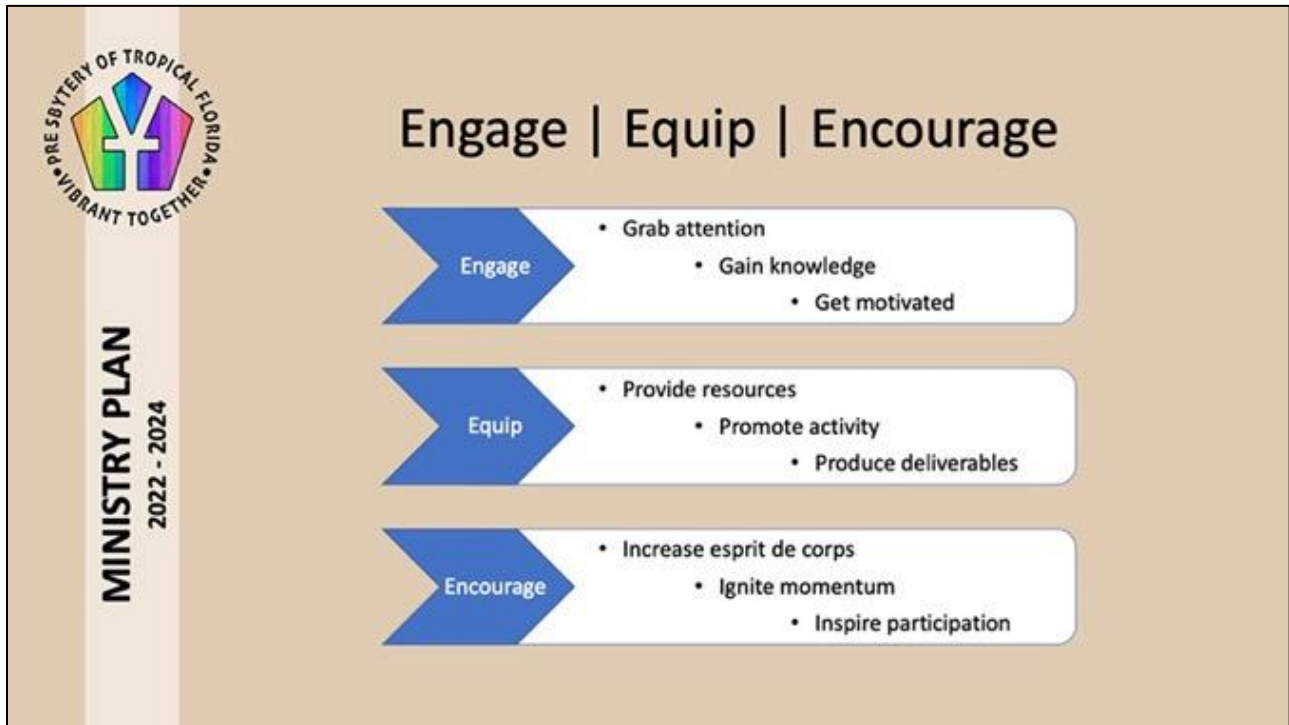 PRESBYTERY OF TROPICAL FLORIDA
• VIBRANT TOGETHER •
MINISTRY PLAN
2022 - 2024
Engage | Equip | Encourage
Engage
• Grab attention
• Gain knowledge
• Get motivated
Equip
• Provide resources
• Promote activity
• Produce deliverables
Encourage
• Increase esprit de corps
• Ignite momentum
• Inspire participation